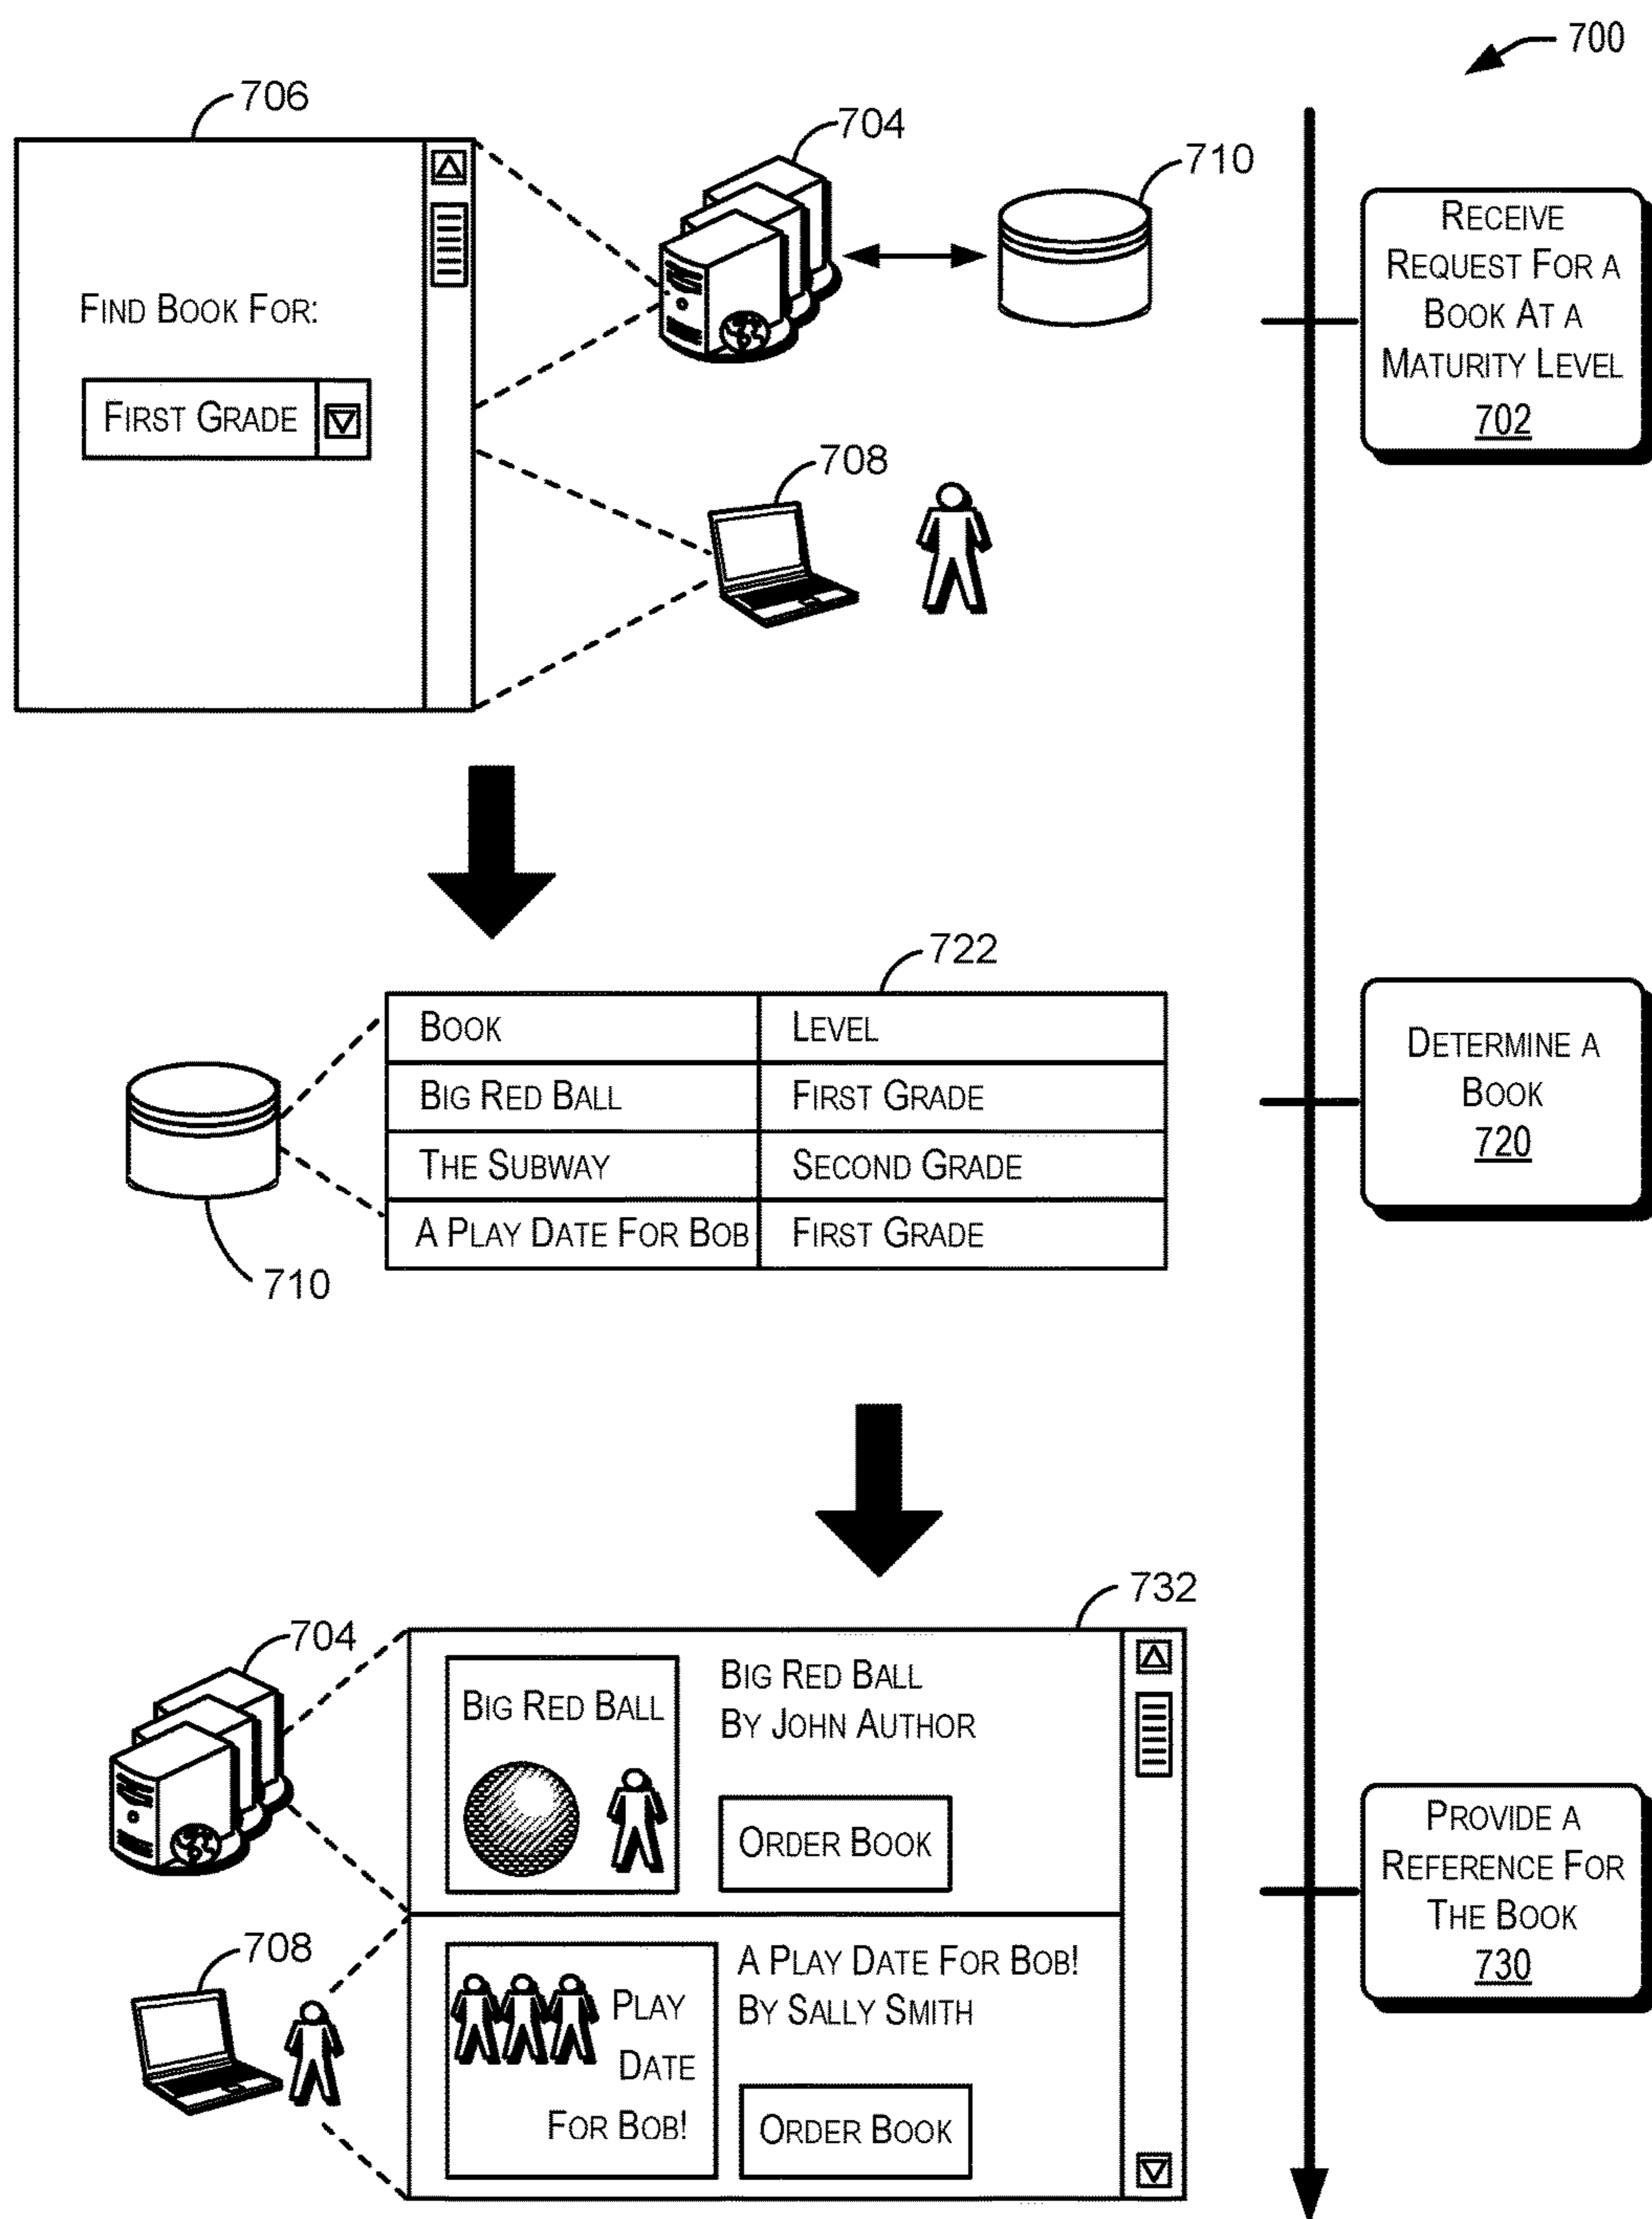 700
706
704
710
FIND BOOK FOR:
FIRST GRADE
708
RECEIVE
REQUEST FOR A
BOOK AT A
MATURITY LEVEL
702
722
BOOK LEVEL
BIG RED BALL FIRST GRADE
THE SUBWAY SECOND GRADE
A PLAY DATE FOR BOB FIRST GRADE
710
DETERMINE A
BOOK
720
732
704
BIG RED BALL
BIG RED BALL
BY JOHN AUTHOR
ORDER BOOK
708
PLAY
DATE
FOR BOB!
A PLAY DATE FOR BOB!
BY SALLY SMITH
ORDER BOOK
PROVIDE A
REFERENCE FOR
THE BOOK
730